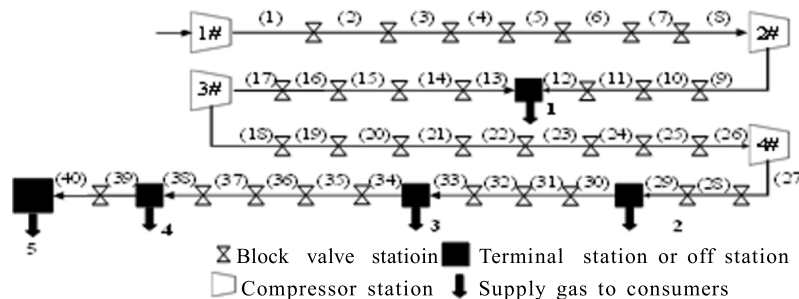 (1) (2) (3) (4) (5) (6) (7) (8)
1# 2#
(17) (16) (15) (14) (13) (12) (11) (10) (9)
3# 1
(18) (19) (20) (21) (22) (23) (24) (25) (26)
4#
(40) (39) (38) (37) (36) (35) (34) (33) (32) (31) (30) (29) (28) (27)
5 4 3 2
Block valve statioin Terminal station or off station
Compressor station Supply gas to consumers